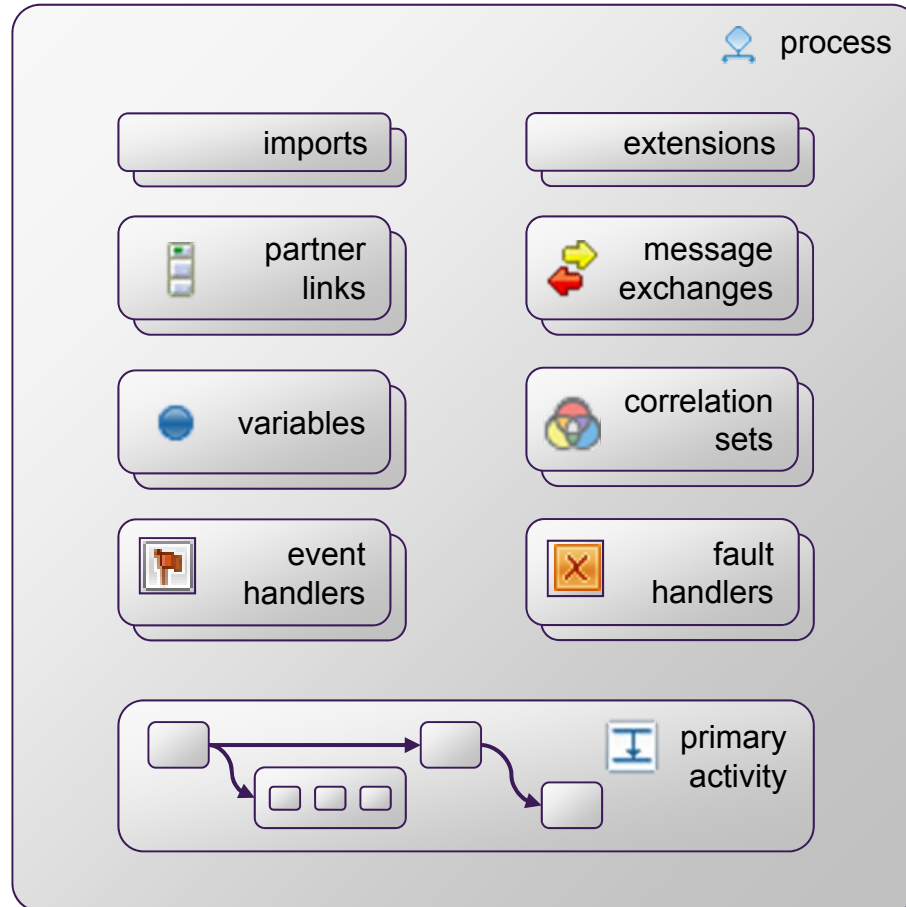 process
imports
extensions
partner
links
message
exchanges
variables
correlation
sets
event
handlers
fault
handlers
primary
activity